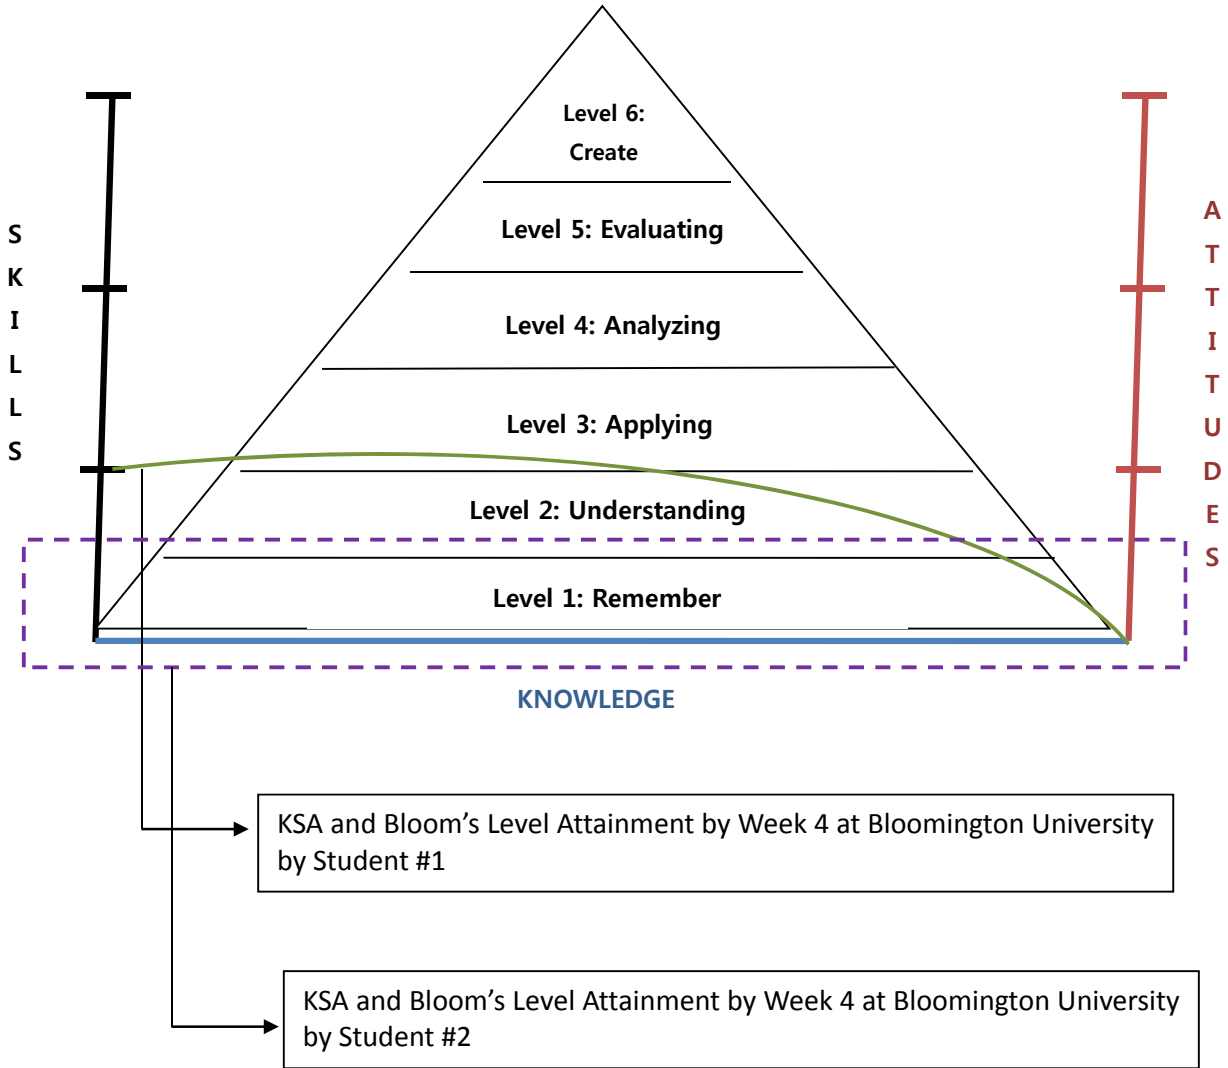 Level 6:
Create
Level 5: Evaluating
Level 4: Analyzing
Level 3: Applying
Level 2: Understanding
Level 1: Remember
SKILLS
ATTITUDES
KNOWLEDGE
KSA and Bloom’s Level Attainment by Week 4 at Bloomington University
by Student #1
KSA and Bloom’s Level Attainment by Week 4 at Bloomington University
by Student #2